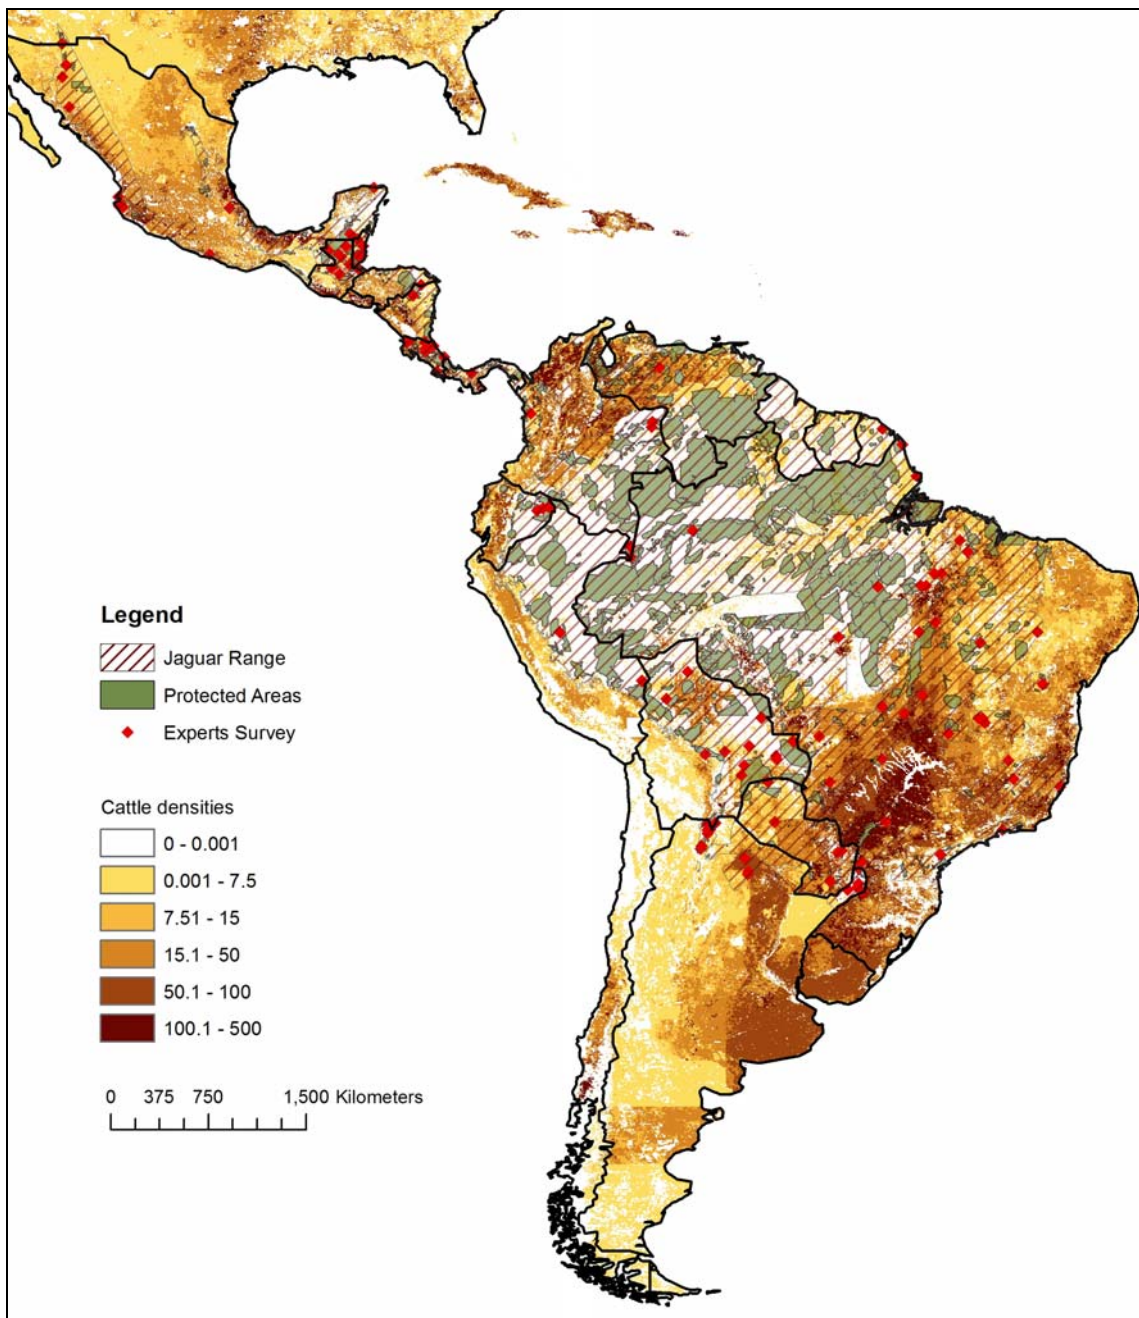 Legend
Jaguar Range
Protected Areas
Experts Survey
Cattle densities
0 - 0.001
0.001 - 7.5
7.51 - 15
15.1 - 50
50.1 - 100
100.1 - 500
0 375 750 1,500 Kilometers